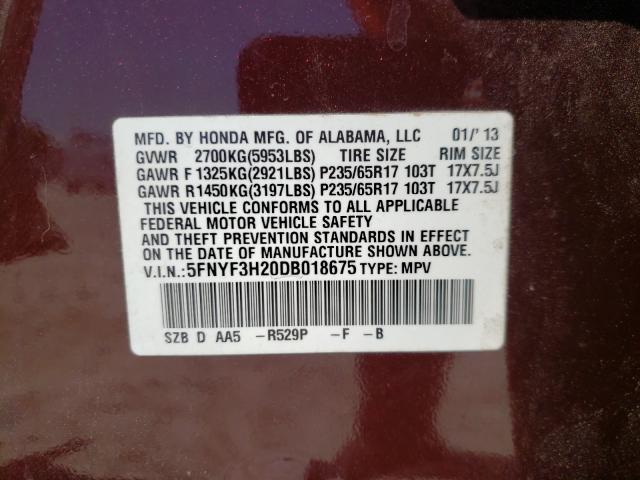 MFD. BY HONDA MFG. OF ALABAMA, LLC 01/'13
GVWR 2700KG(5953LBS) TIRE SIZE RIM SIZE
GAWR F 1325KG(2921LBS) P235/65R17 103T 17X7.5J
GAWR R1450KG(3197LBS) P235/65R17 103T 17X7.5J
THIS VEHICLE CONFORMS TO ALL APPLICABLE
FEDERAL MOTOR VEHICLE SAFETY
AND THEFT PREVENTION STANDARDS IN EFFECT
ON THE DATE OF MANUFACTURE SHOWN ABOVE.
V.I.N.:5FNYF3H20DB018675 TYPE: MPV
SZB D AA5 -R529P -F -B